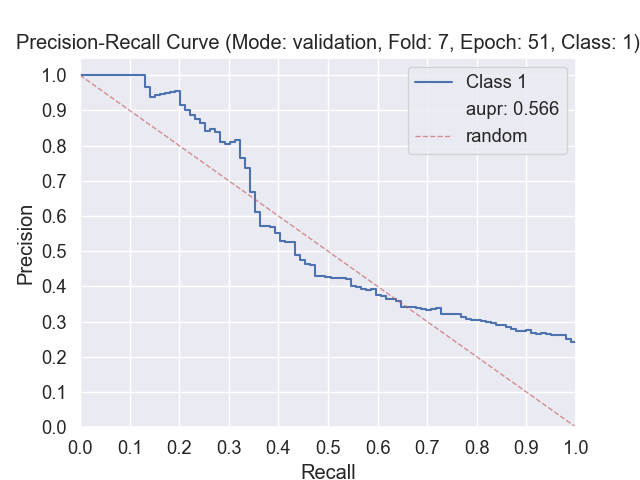 Precision-Recall Curve (Mode: validation, Fold: 7, Epoch: 51, Class: 1)
Class 1
aupr: 0.566
random
Precision
1.0
0.9
0.8
0.7
0.6
0.5
0.4
0.3
0.2
0.1
0.0
0.0 0.1 0.2 0.3 0.4 0.5 0.6 0.7 0.8 0.9 1.0
Recall